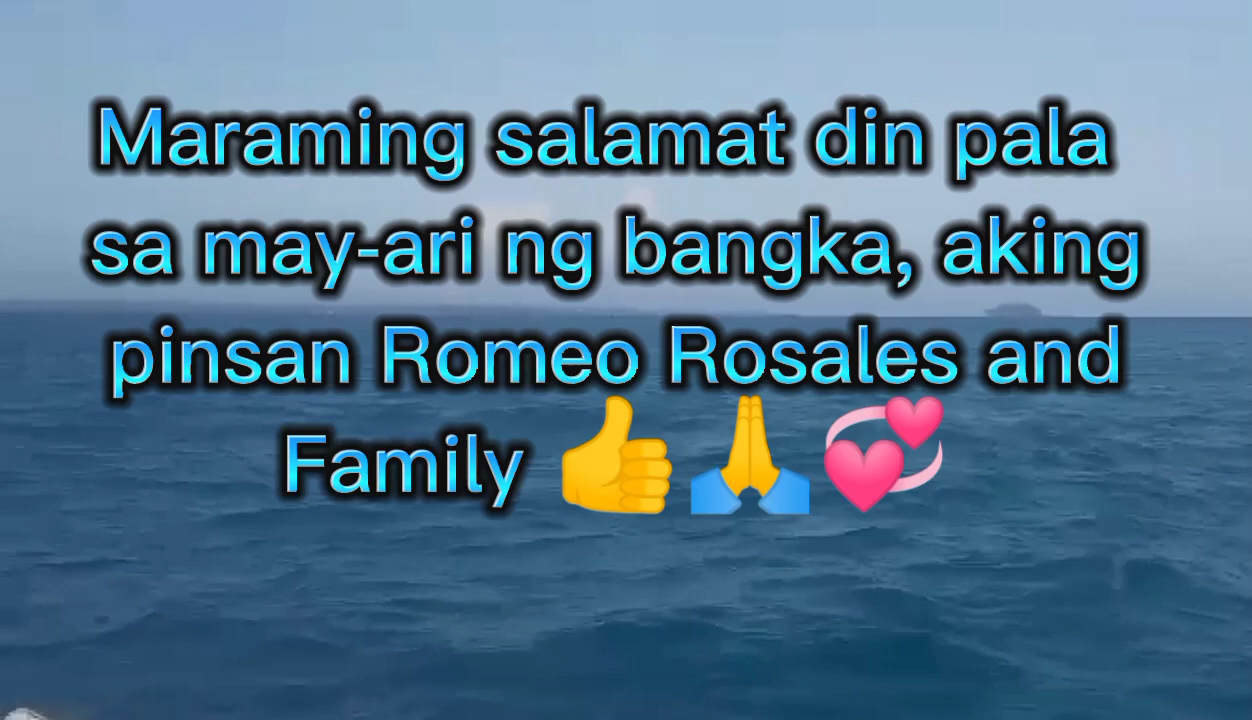 Maraming salamat din pala
sa may-ari ng bangka, aking
pinsan Romeo Rosales and
Family 👍🙏💞